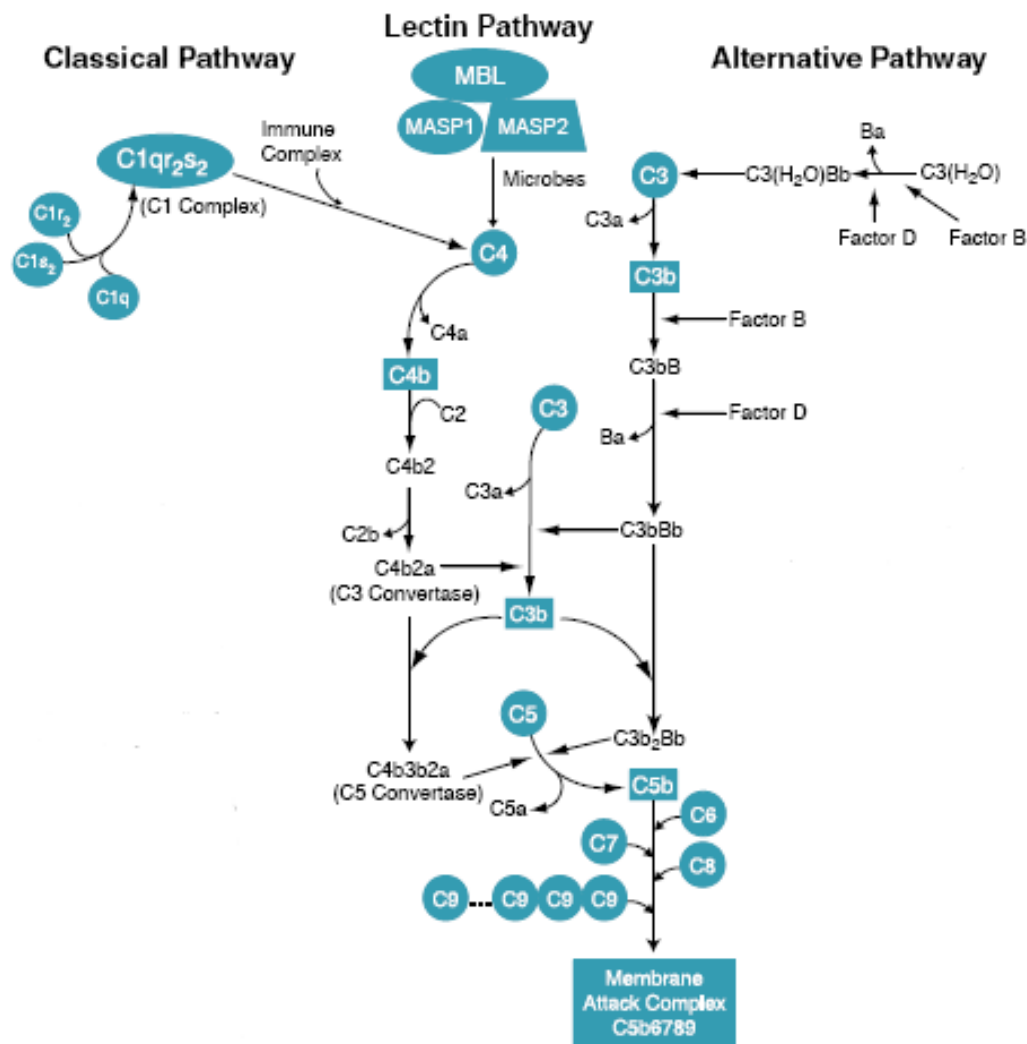 Lectin Pathway
Classical Pathway
Alternative Pathway
MBL
MASP1
MASP2
Immune
Complex
Ba
C1qr₂s₂
(C1 Complex)
Microbes
C3
C3(H₂O)Bb
C3(H₂O)
C3a
Factor D
Factor B
C1r₂
C1s₂
C1q
C4
C3b
C4a
Factor B
C3bB
C4b
C2
C3
Factor D
Ba
C4b2
C3a
C2b
C3bBb
C4b2a
(C3 Convertase)
C3b
C5
C3b₂Bb
C4b3b2a
(C5 Convertase)
C5a
C5b
C6
C7
C8
C9 ---- C9 C9 C9
Membrane
Attack Complex
C5b6789